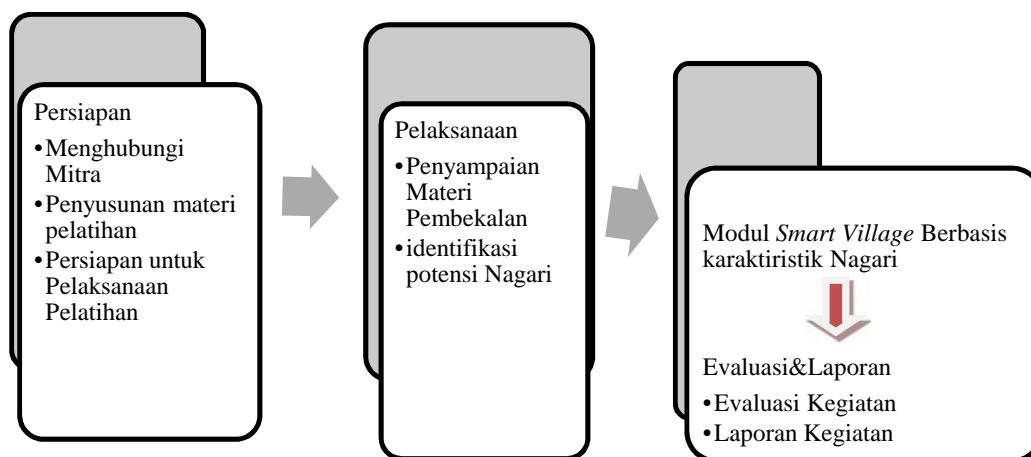 Persiapan
•Menghubungi
Mitra
•Penyusunan materi
pelatihan
•Persiapan untuk
Pelaksanaan
Pelatihan
Pelaksanaan
•Penyampaian
Materi
Pembekalan
•identifikasi
potensi Nagari
Modul Smart Village Berbasis
karaktiristik Nagari
Evaluasi&Laporan
•Evaluasi Kegiatan
•Laporan Kegiatan